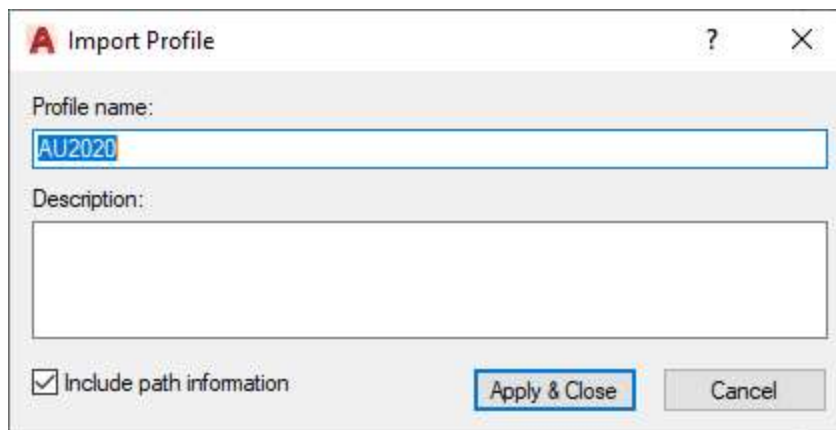 Import Profile
?
Profile name:
AU2020
Description:
Include path information
Apply & Close
Cancel